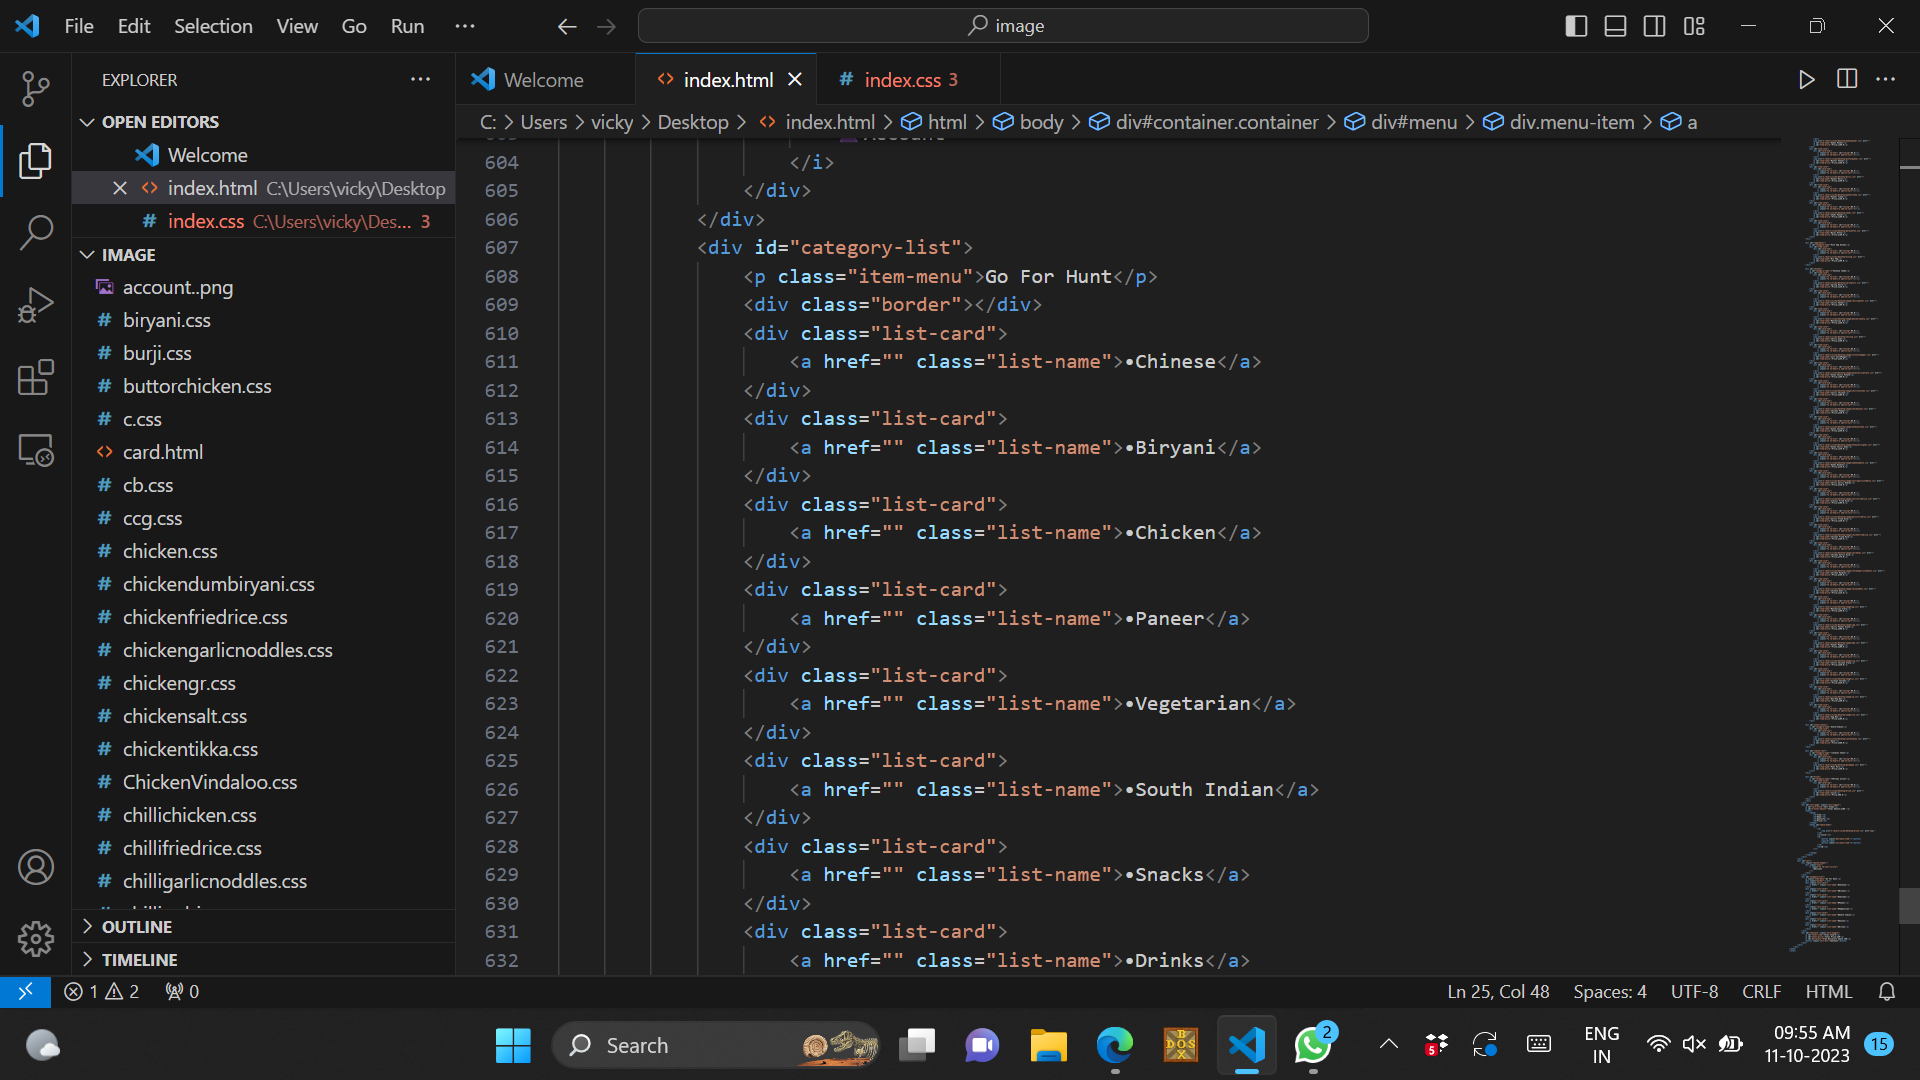 File Edit Selection View Go Run ...
image
EXPLORER
OPEN EDITORS
Welcome
index.html C:\Users\vicky\Desktop
index.css C:\Users\vicky\Des... 3
IMAGE
account..png
biryani.css
burji.css
buttorchicken.css
c.css
card.html
cb.css
ccg.css
chicken.css
chickendumbiryani.css
chickenfriedrice.css
chickengarlicnoddles.css
chickengr.css
chickensalt.css
chickentikka.css
ChickenVindaloo.css
chillichicken.css
chillifriedrice.css
chilligarlicnoddles.css
OUTLINE
TIMELINE
Welcome index.html index.css 3
C: > Users > vicky > Desktop > index.html > html > body > div#container.container > div#menu > div.menu-item > a
604 </i>
605 </div>
606 </div>
607 <div id="category-list">
608 <p class="item-menu">Go For Hunt</p>
609 <div class="border"></div>
610 <div class="list-card">
611 <a href="" class="list-name">•Chinese</a>
612 </div>
613 <div class="list-card">
614 <a href="" class="list-name">•Biryani</a>
615 </div>
616 <div class="list-card">
617 <a href="" class="list-name">•Chicken</a>
618 </div>
619 <div class="list-card">
620 <a href="" class="list-name">•Paneer</a>
621 </div>
622 <div class="list-card">
623 <a href="" class="list-name">•Vegetarian</a>
624 </div>
625 <div class="list-card">
626 <a href="" class="list-name">•South Indian</a>
627 </div>
628 <div class="list-card">
629 <a href="" class="list-name">•Snacks</a>
630 </div>
631 <div class="list-card">
632 <a href="" class="list-name">•Drinks</a>
1 2 0 Ln 25, Col 48 Spaces: 4 UTF-8 CRLF HTML
Search
BOX
DOS
2
5
ENG
IN
09:55 AM
11-10-2023
15